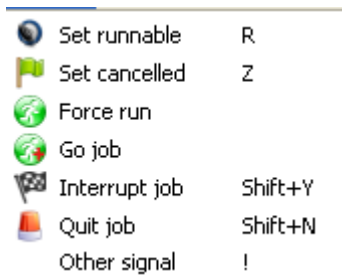 Set runnable R
Set cancelled Z
Force run
Go job
Interrupt job Shift+Y
Quit job Shift+N
Other signal !